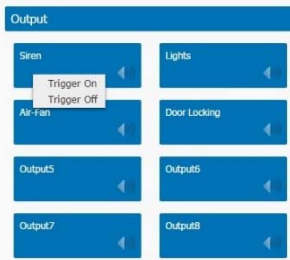 Output
Siren
Lights
Trigger On
Trigger Off
Air-Fan
Door Locking
Output5
Output6
Output7
Output8